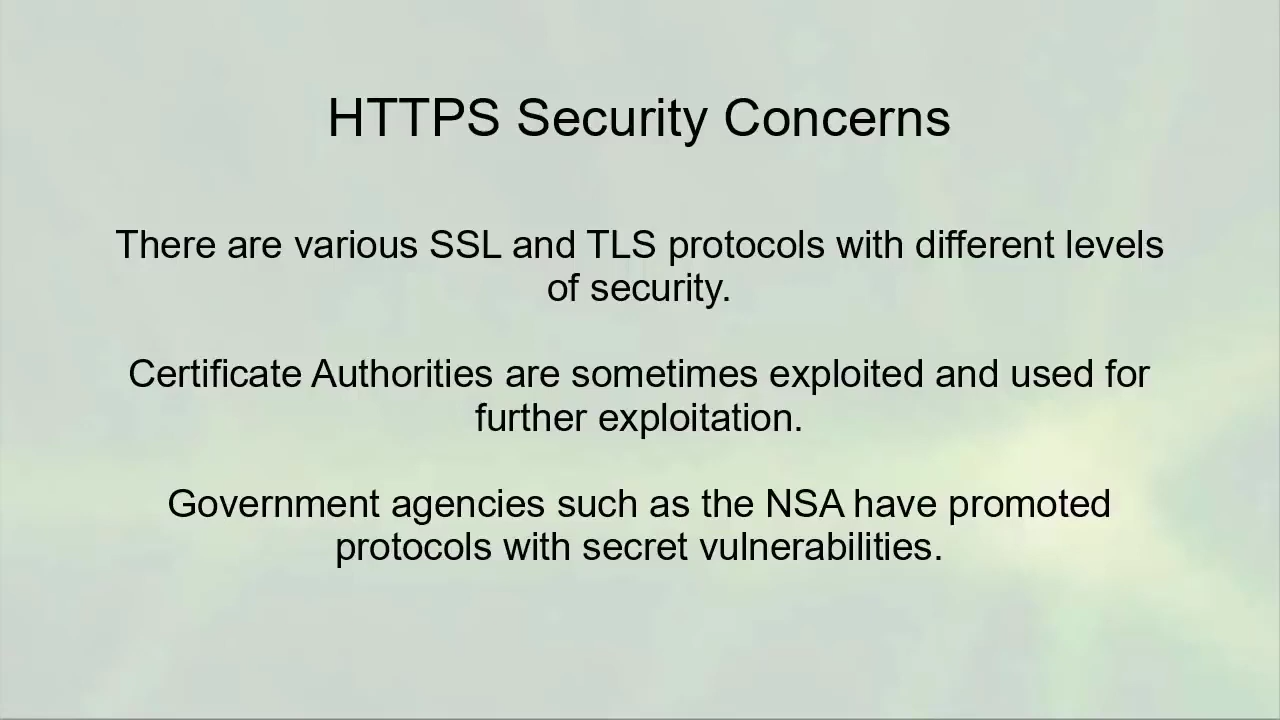 HTTPS Security Concerns
There are various SSL and TLS protocols with different levels
of security.
Certificate Authorities are sometimes exploited and used for
further exploitation.
Government agencies such as the NSA have promoted
protocols with secret vulnerabilities.